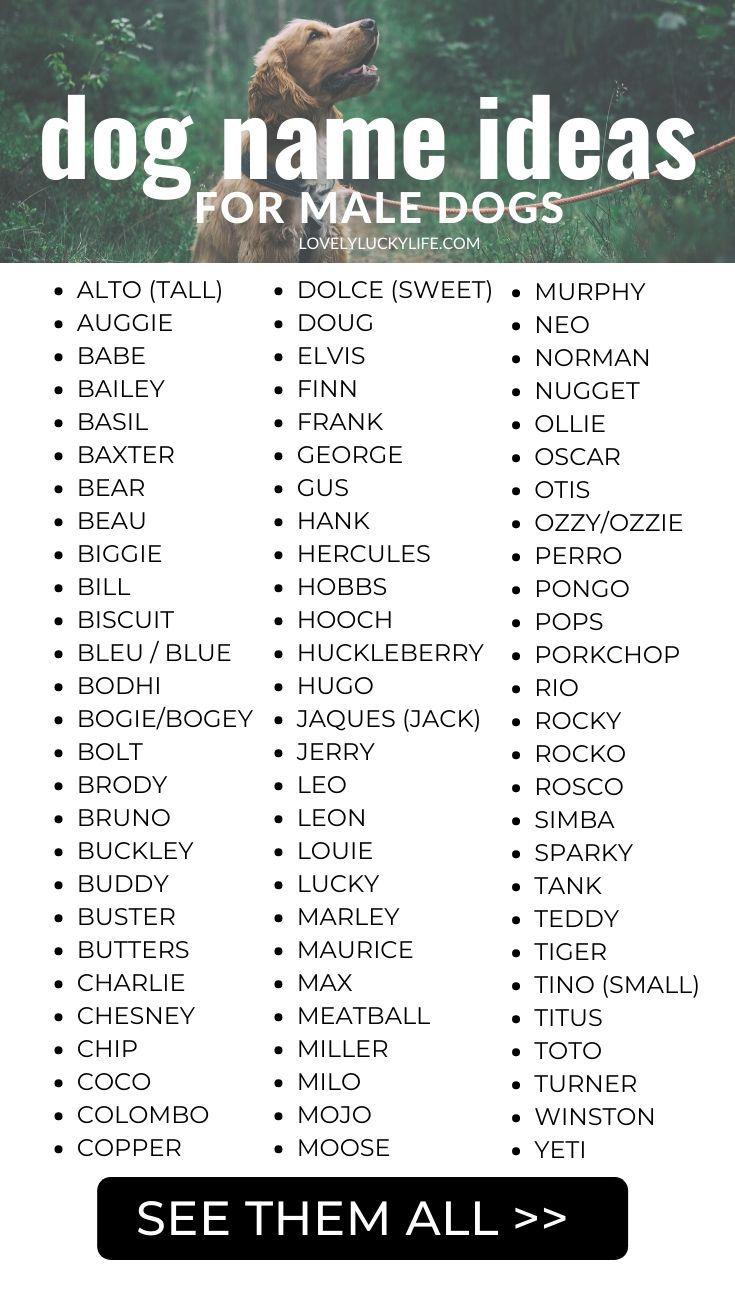 dog name ideas
FOR MALE DOGS
LOVELYLUCKYLIFE.COM
• ALTO (TALL)
• AUGGIE
• BABE
• BAILEY
• BASIL
• BAXTER
• BEAR
• BEAU
• BIGGIE
• BILL
• BISCUIT
• BLEU / BLUE
• BODHI
• BOGIE/BOGEY
• BOLT
• BRODY
• BRUNO
• BUCKLEY
• BUDDY
• BUSTER
• BUTTERS
• CHARLIE
• CHESNEY
• CHIP
• COCO
• COLOMBO
• COPPER
• DOLCE (SWEET)
• DOUG
• ELVIS
• FINN
• FRANK
• GEORGE
• GUS
• HANK
• HERCULES
• HOBBS
• HOOCH
• HUCKLEBERRY
• HUGO
• JAQUES (JACK)
• JERRY
• LEO
• LEON
• LOUIE
• LUCKY
• MARLEY
• MAURICE
• MAX
• MEATBALL
• MILLER
• MILO
• MOJO
• MOOSE
• MURPHY
• NEO
• NORMAN
• NUGGET
• OLLIE
• OSCAR
• OTIS
• OZZY/OZZIE
• PERRO
• PONGO
• POPS
• PORKCHOP
• RIO
• ROCKY
• ROCKO
• ROSCO
• SIMBA
• SPARKY
• TANK
• TEDDY
• TIGER
• TINO (SMALL)
• TITUS
• TOTO
• TURNER
• WINSTON
• YETI
SEE THEM ALL >>